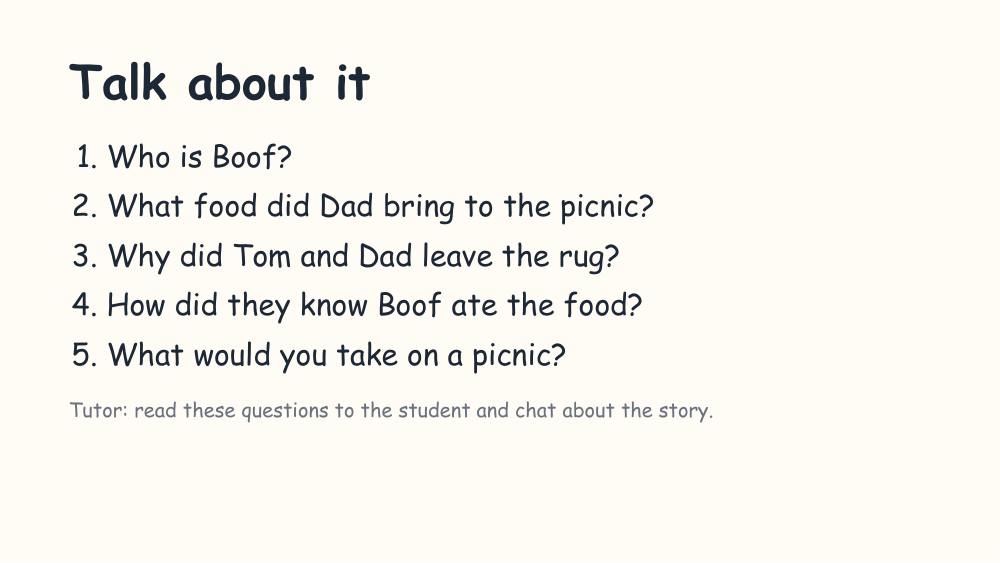 Talk about it
1. Who is Boof?
2. What food did Dad bring to the picnic?
3. Why did Tom and Dad leave the rug?
4. How did they know Boof ate the food?
5. What would you take on a picnic?
Tutor: read these questions to the student and chat about the story.